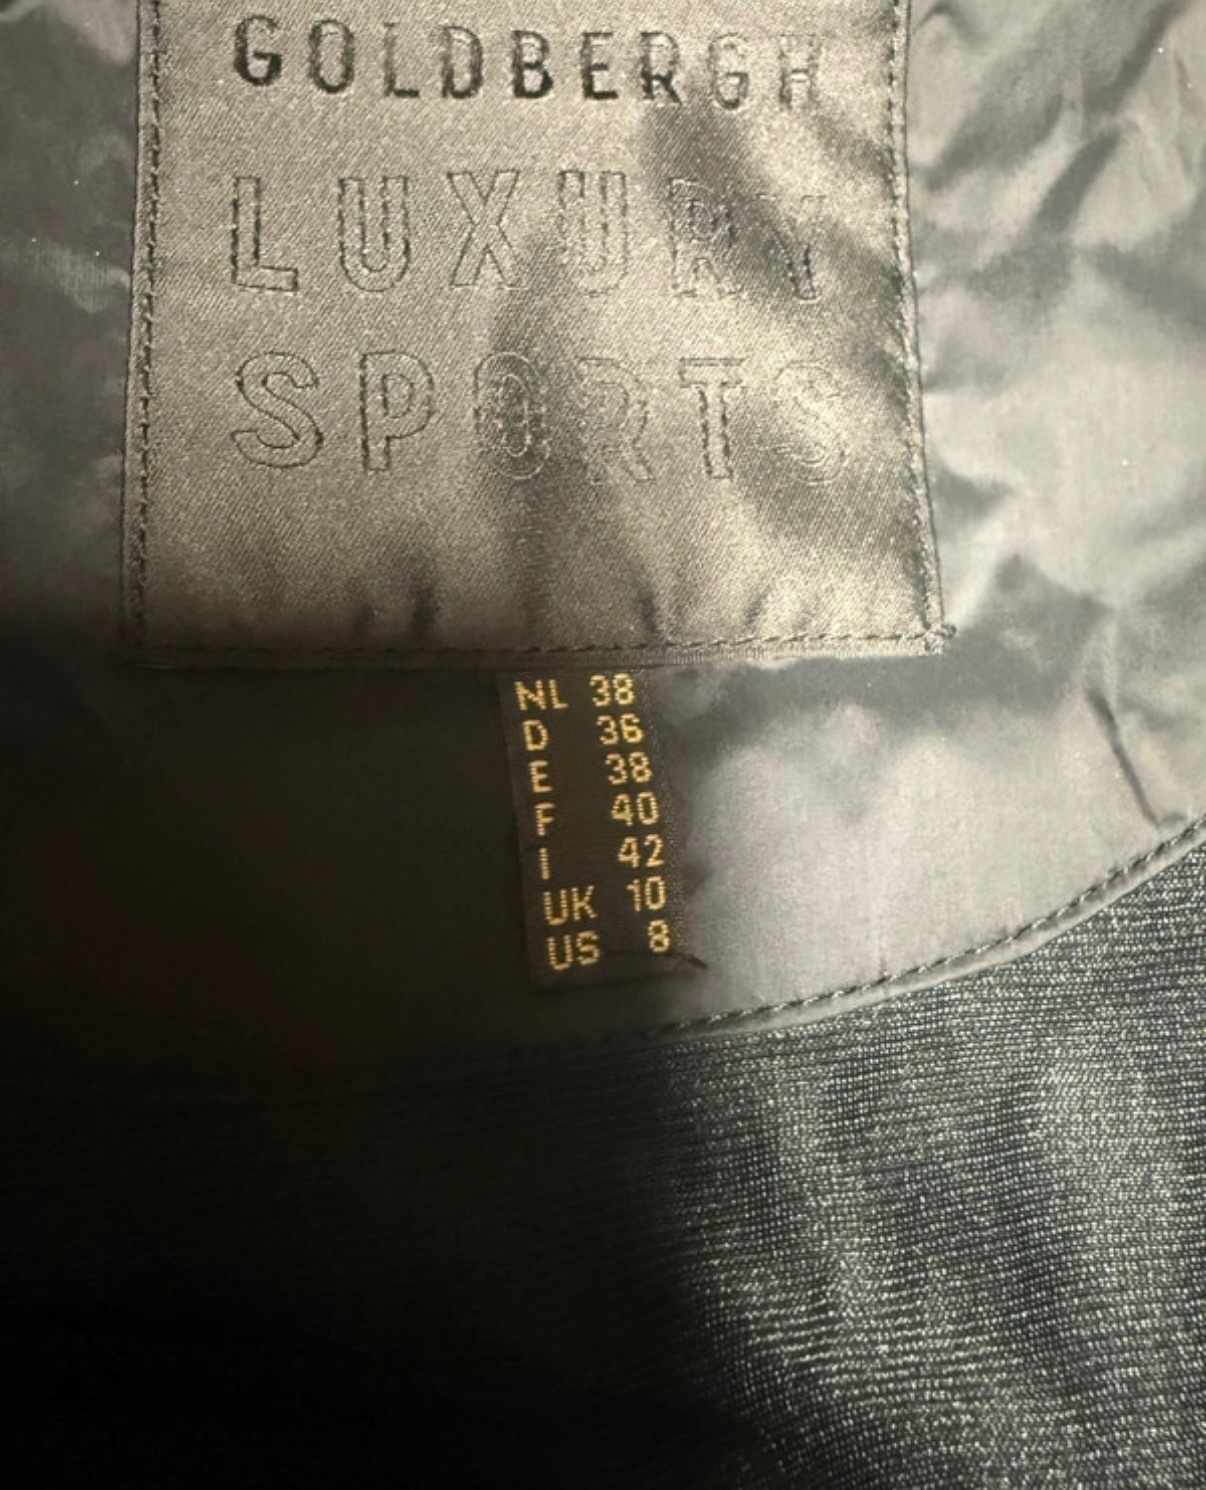 GOLDBERGH
LUXURY
SPORTS
NL 38
D 36
E 38
F 40
I 42
UK 10
US 8